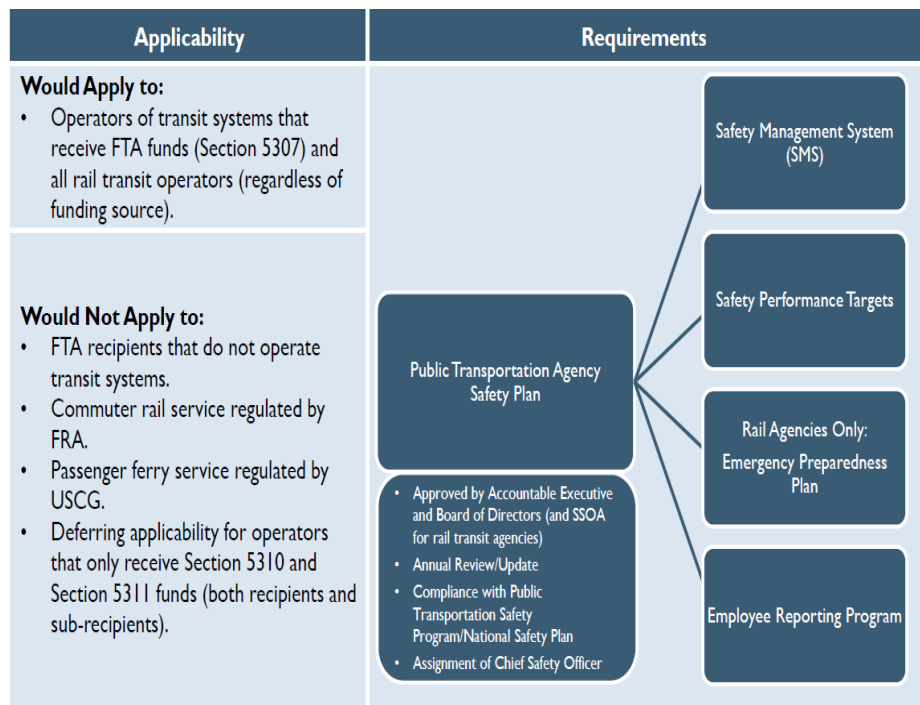 Applicability
Would Apply to:
• Operators of transit systems that
receive FTA funds (Section 5307) and
all rail transit operators (regardless of
funding source).
Would Not Apply to:
• FTA recipients that do not operate
transit systems.
• Commuter rail service regulated by
FRA.
• Passenger ferry service regulated by
USCG.
• Deferring applicability for operators
that only receive Section 5310 and
Section 5311 funds (both recipients and
sub-recipients).
Requirements
Public Transportation Agency
Safety Plan
• Approved by Accountable Executive
and Board of Directors (and SSOA
for rail transit agencies)
• Annual Review/Update
• Compliance with Public
Transportation Safety
Program/National Safety Plan
• Assignment of Chief Safety Officer
Safety Management System
(SMS)
Safety Performance Targets
Rail Agencies Only:
Emergency Preparedness
Plan
Employee Reporting Program